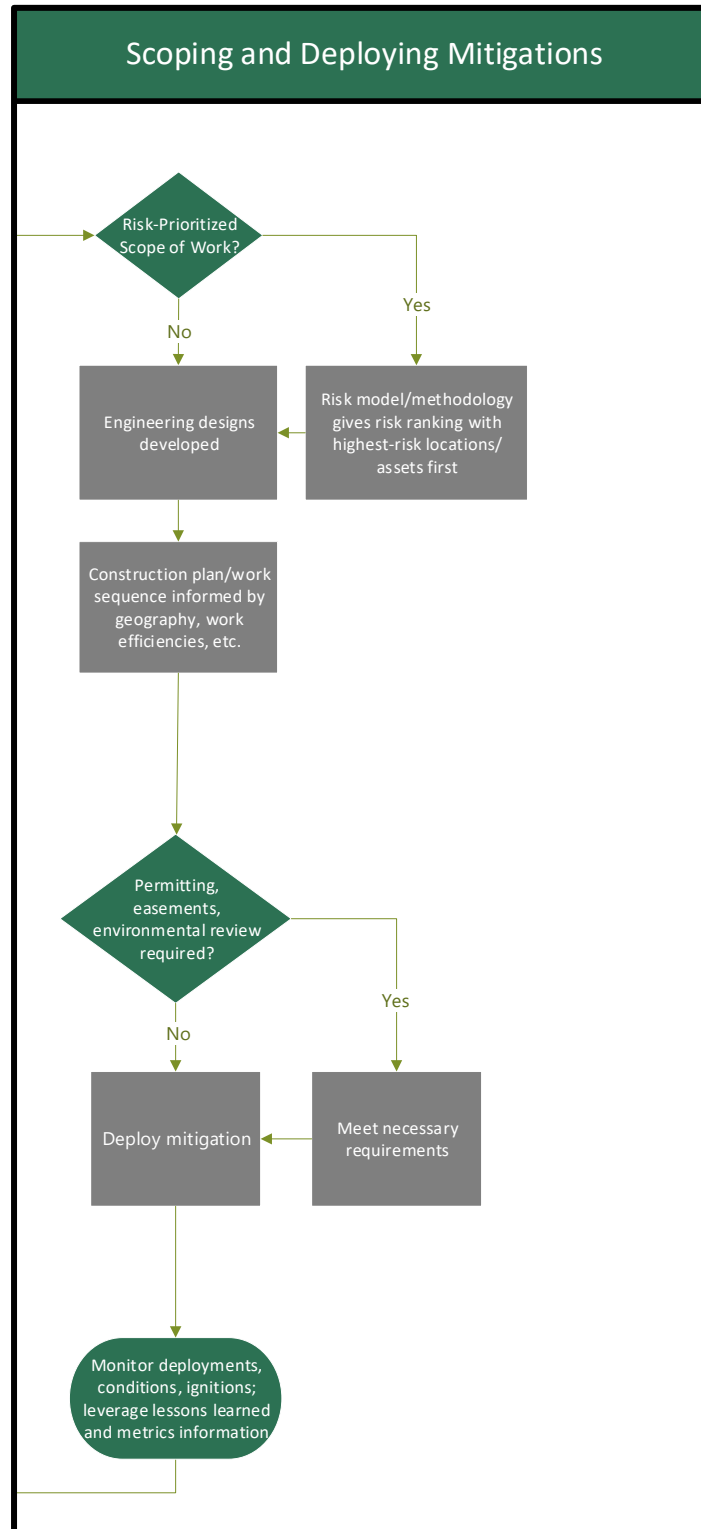 Scoping and Deploying Mitigations
Risk-Prioritized
Scope of Work?
Yes
No
Engineering designs
developed
Risk model/methodology
gives risk ranking with
highest-risk locations/
assets first
Construction plan/work
sequence informed by
geography, work
efficiencies, etc.
Permitting,
easements,
environmental review
required?
Yes
No
Deploy mitigation
Meet necessary
requirements
Monitor deployments,
conditions, ignitions;
leverage lessons learned
and metrics information